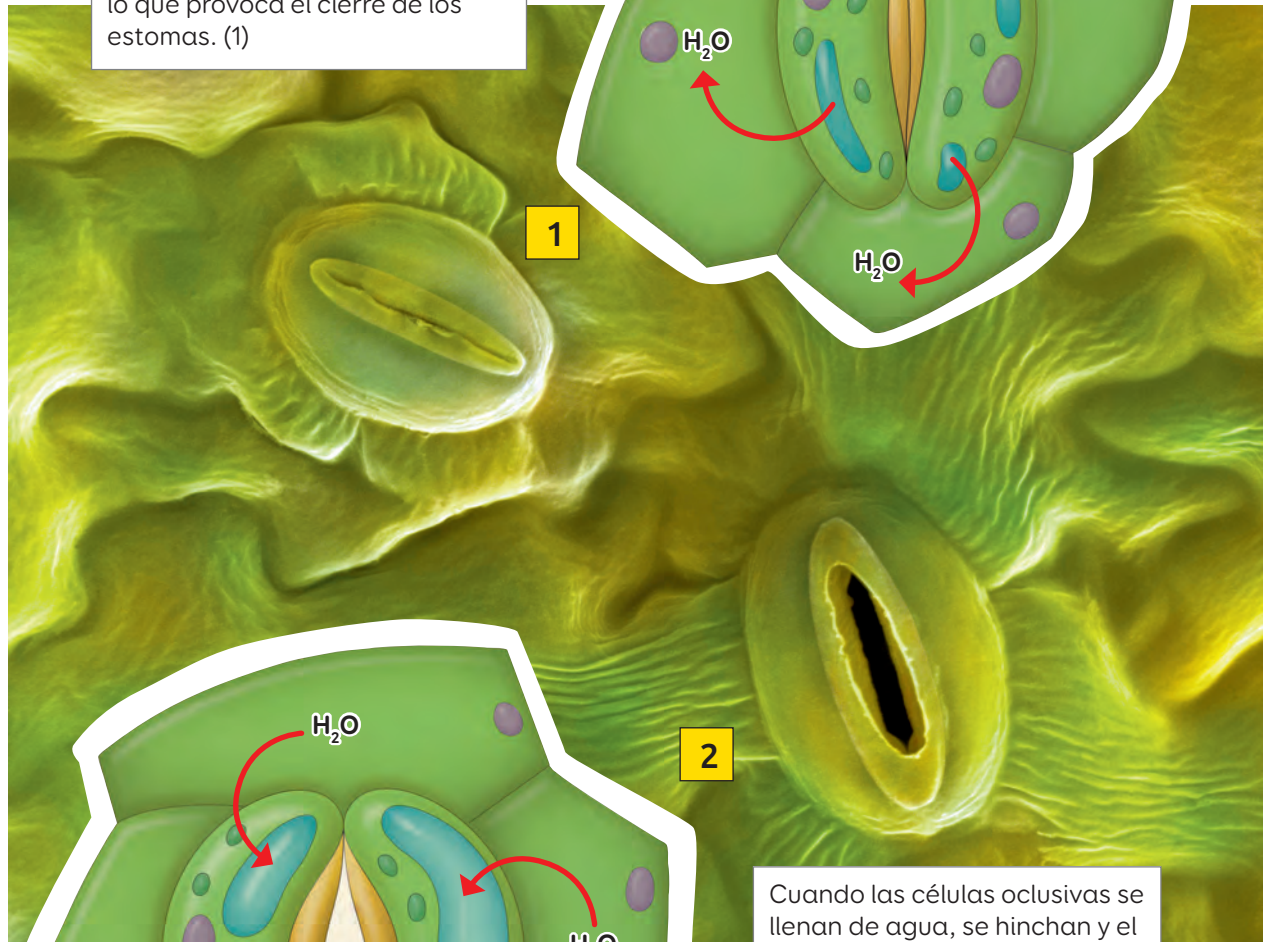 lo que provoca el cierre de los
estomas. (1)
H₂O
H₂O
1
H₂O
2
H₂O
Cuando las células oclusivas se
llenan de agua, se hinchan y el